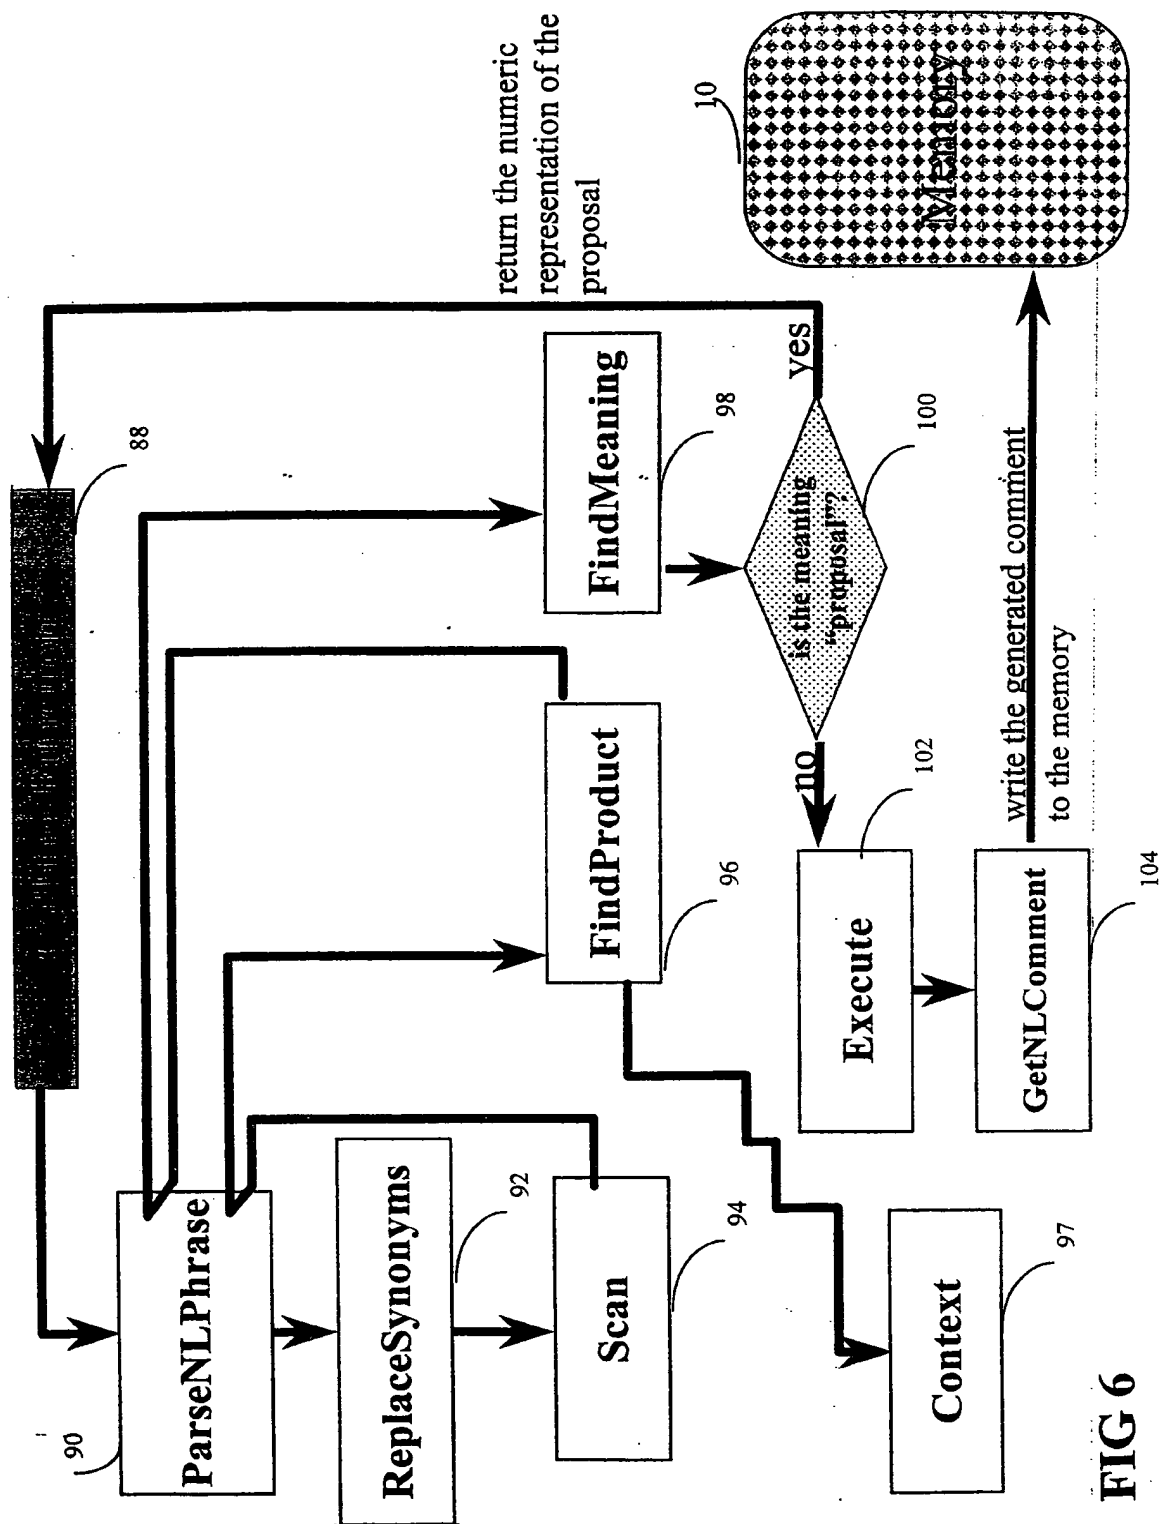 88
90
ParseNLPhrase
ReplaceSynonyms
92
Scan
94
FindProduct
96
Context
97
FindMeaning
98
is the meaning
“proposal”?
100
yes
return the numeric
representation of the
proposal
no
Execute
102
GetNLComment
104
write the generated comment
to the memory
Memory
10
FIG 6